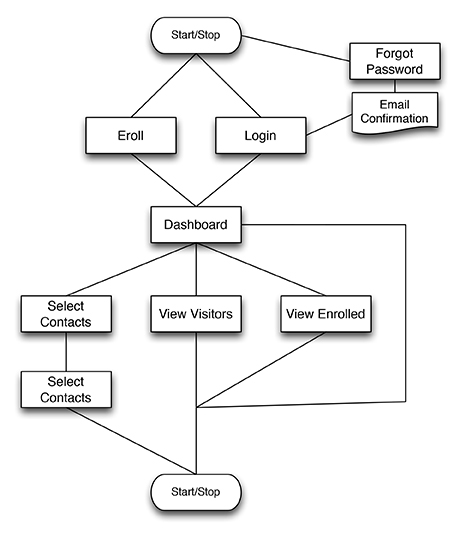 Start/Stop
Forgot
Password
Email
Confirmation
Eroll
Login
Dashboard
Select
Contacts
View Visitors
View Enrolled
Select
Contacts
Start/Stop